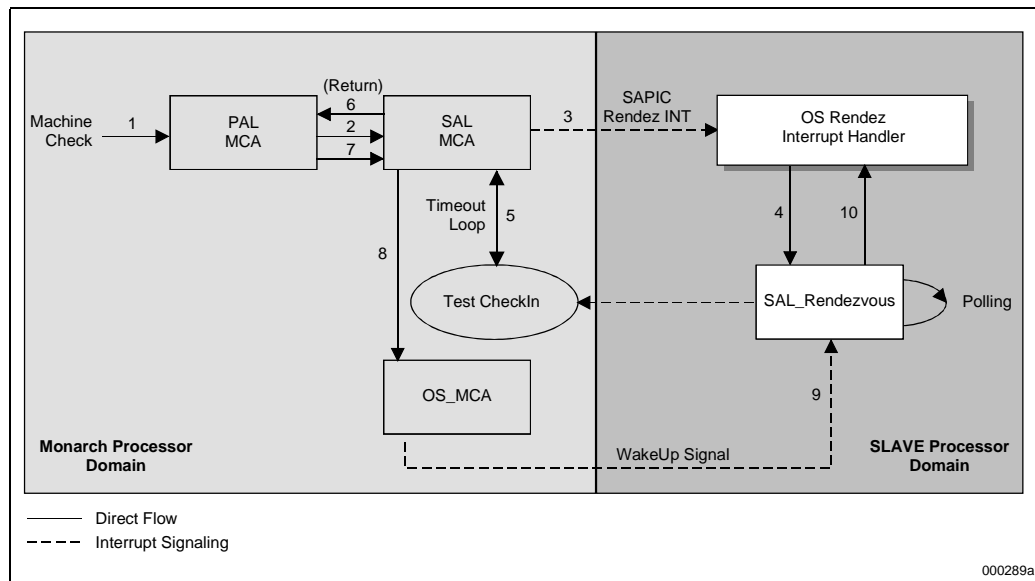 (Return)
6
Machine
Check
1
PAL
MCA
2
7
SAL
MCA
3
SAPIC
Rendez INT
OS Rendez
Interrupt Handler
Timeout
Loop
5
4
10
8
Test CheckIn
SAL_Rendezvous
Polling
OS_MCA
9
Monarch Processor
Domain
WakeUp Signal
SLAVE Processor
Domain
Direct Flow
Interrupt Signaling
000289a